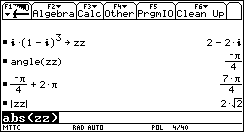 F1 F2 F3 F4 F5 F6
Algebra Calc Other PrgmIO Clean Up
■ i·(1 - i)³ → zz 2 - 2·i
■ angle(zz) -π/4
■ -π/4 + 2·π 7·π/4
■ |zz| 2·√2
abs(zz)
MTTC RAD AUTO POL 4/40